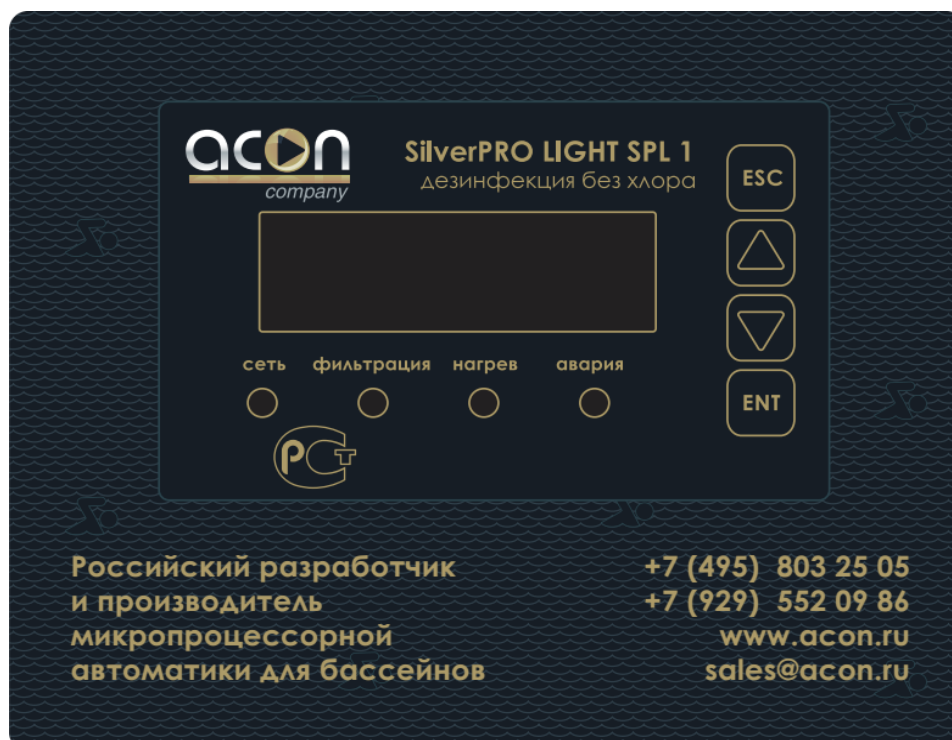 acon
company
SilverPRO LIGHT SPL 1
дезинфекция без хлора
ESC
сеть фильтрация нагрев авария
ENT
РСТ
Российский разработчик
и производитель
микропроцессорной
автоматики для бассейнов
+7 (495) 803 25 05
+7 (929) 552 09 86
www.acon.ru
sales@acon.ru